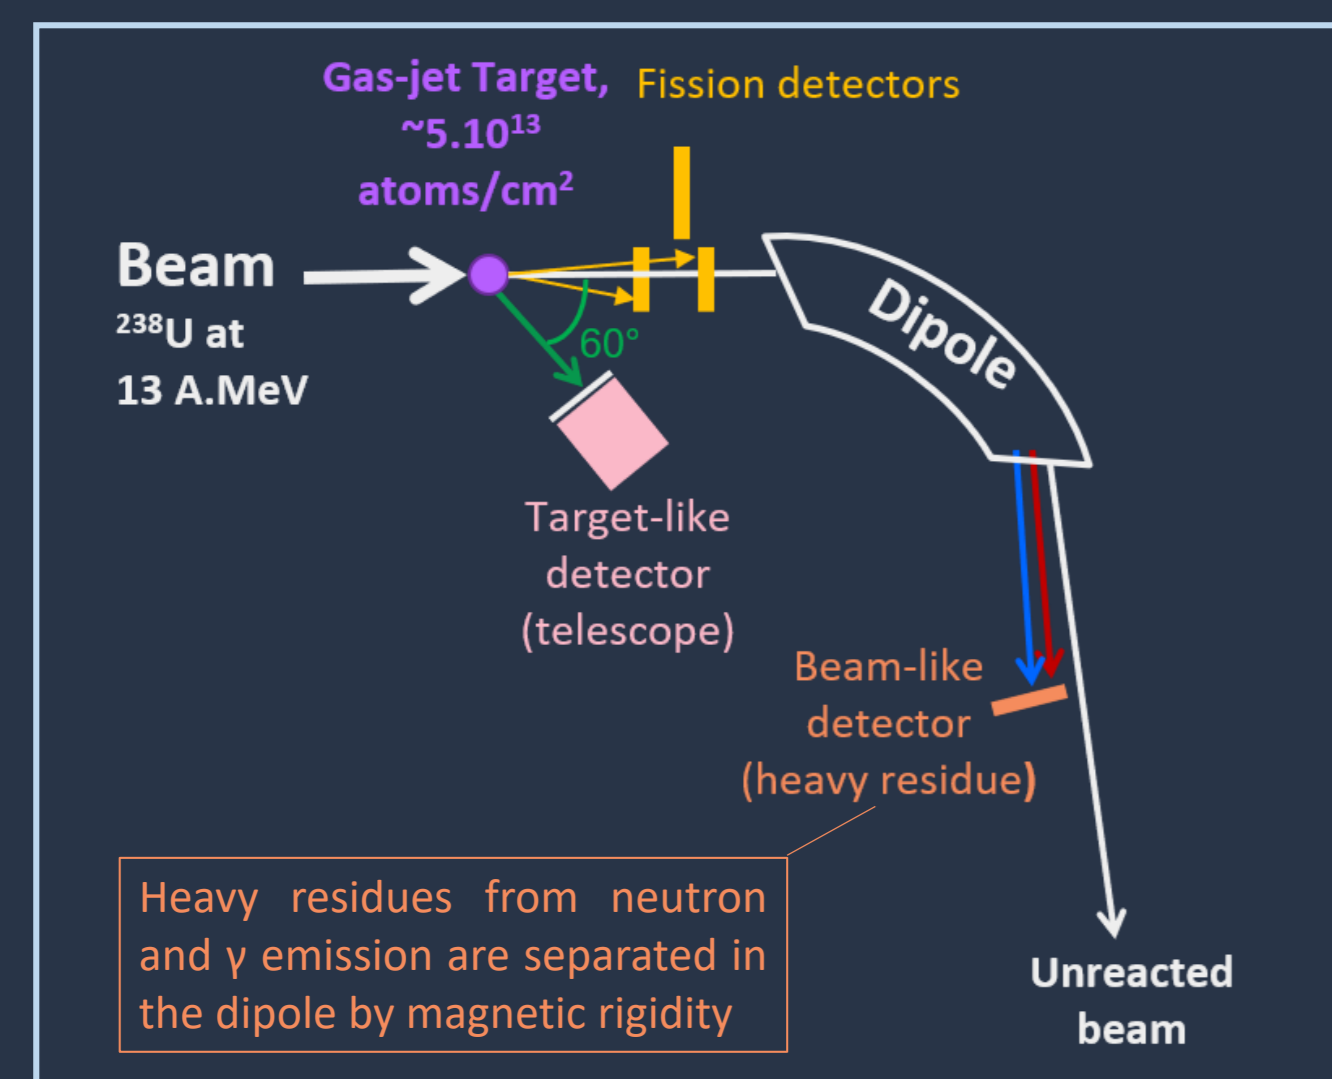 Gas-jet Target,
~5.10¹³
atoms/cm²
Fission detectors
Beam
²³⁸U at
13 A.MeV
60°
Dipole
Target-like
detector
(telescope)
Beam-like
detector
(heavy residue)
Heavy residues from neutron
and γ emission are separated in
the dipole by magnetic rigidity
Unreacted
beam